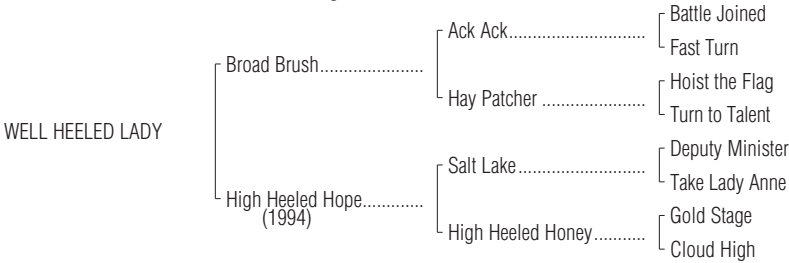 Battle Joined
Ack Ack.............................
Fast Turn
Broad Brush......................
Hoist the Flag
Hay Patcher ......................
Turn to Talent
WELL HEELED LADY
Deputy Minister
Salt Lake...........................
Take Lady Anne
High Heeled Hope.............
(1994)
Gold Stage
High Heeled Honey...........
Cloud High